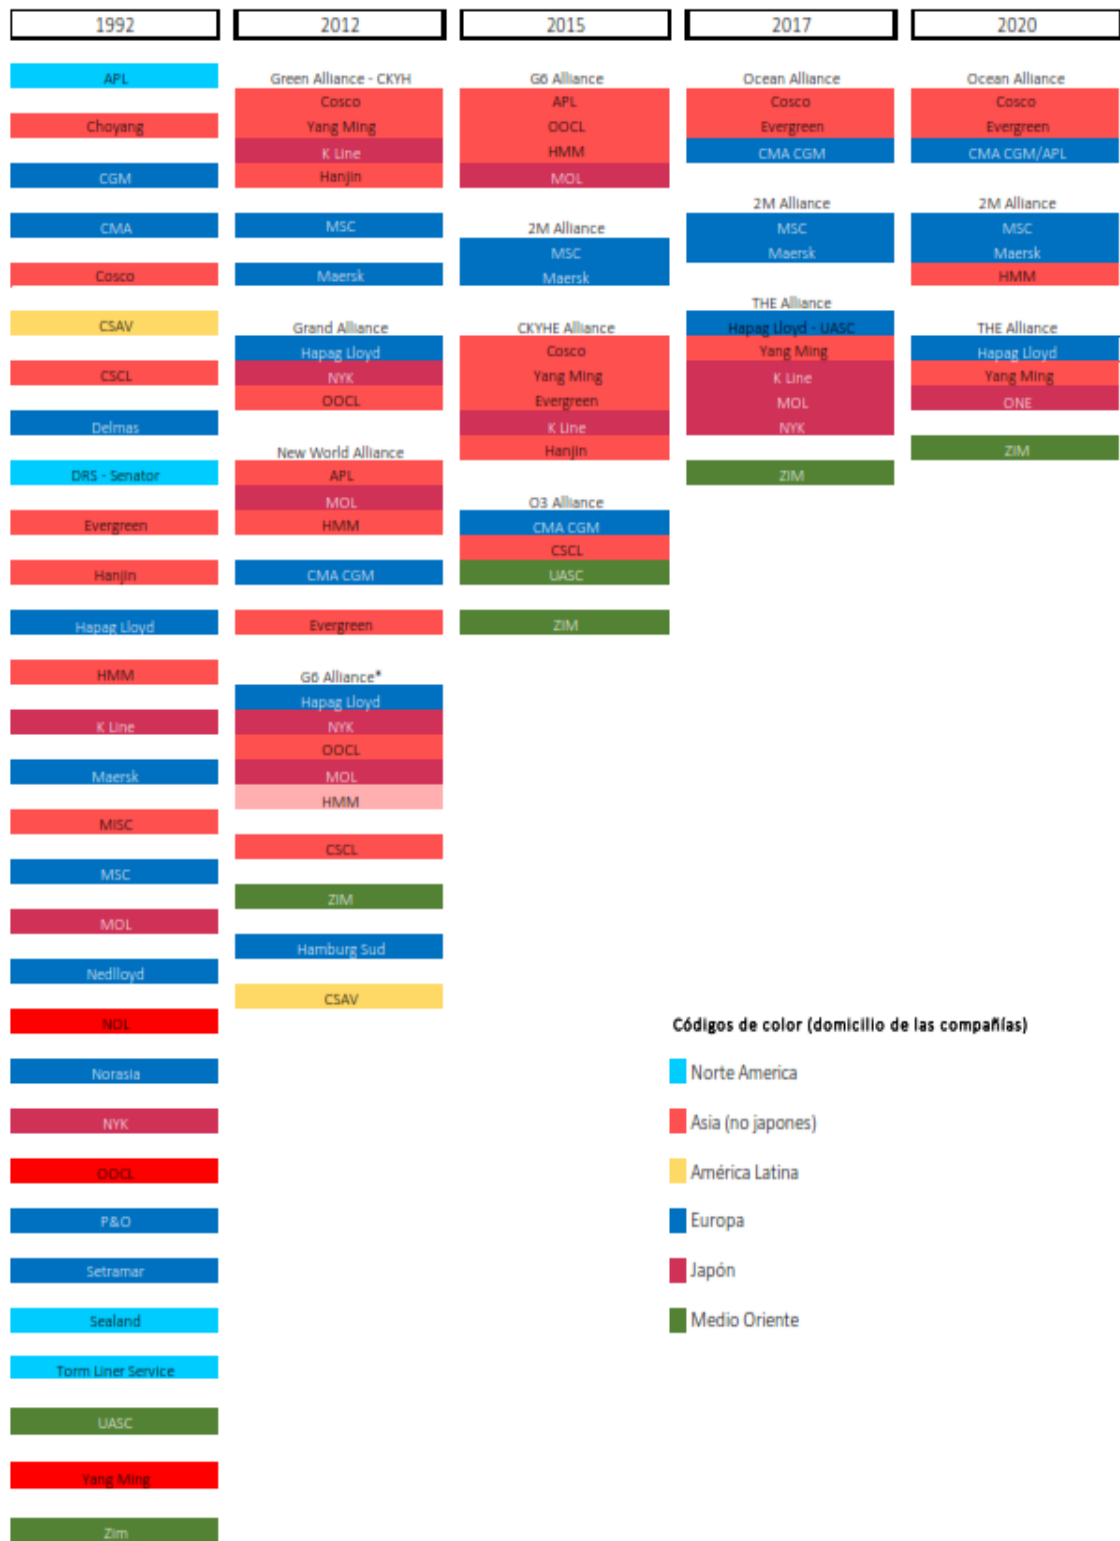 1992
APL
Choyang
CGM
CMA
Cosco
CSAV
CSCL
Delmas
DRS - Senator
Evergreen
Hanjin
Hapag Lloyd
HMM
K Line
Maersk
MISC
MSC
MOL
Nedlloyd
NOL
Norasia
NYK
OOCL
P&O
Setramar
Sealand
Torm Liner Service
UASC
Yang Ming
Zim
2012
Green Alliance - CKYH
Cosco
Yang Ming
K Line
Hanjin
MSC
Maersk
Grand Alliance
Hapag Lloyd
NYK
OOCL
New World Alliance
APL
MOL
HMM
CMA CGM
Evergreen
G6 Alliance*
Hapag Lloyd
NYK
OOCL
MOL
HMM
CSCL
ZIM
Hamburg Sud
CSAV
2015
G6 Alliance
APL
OOCL
HMM
MOL
2M Alliance
MSC
Maersk
CKYHE Alliance
Cosco
Yang Ming
Evergreen
K Line
Hanjin
O3 Alliance
CMA CGM
CSCL
UASC
ZIM
2017
Ocean Alliance
Cosco
Evergreen
CMA CGM
2M Alliance
MSC
Maersk
THE Alliance
Hapag Lloyd - UASC
Yang Ming
K Line
MOL
NYK
ZIM
2020
Ocean Alliance
Cosco
Evergreen
CMA CGM/APL
2M Alliance
MSC
Maersk
HMM
THE Alliance
Hapag Lloyd
Yang Ming
ONE
ZIM
Códigos de color (domicilio de las compañías)
Norte America
Asia (no japones)
América Latina
Europa
Japón
Medio Oriente